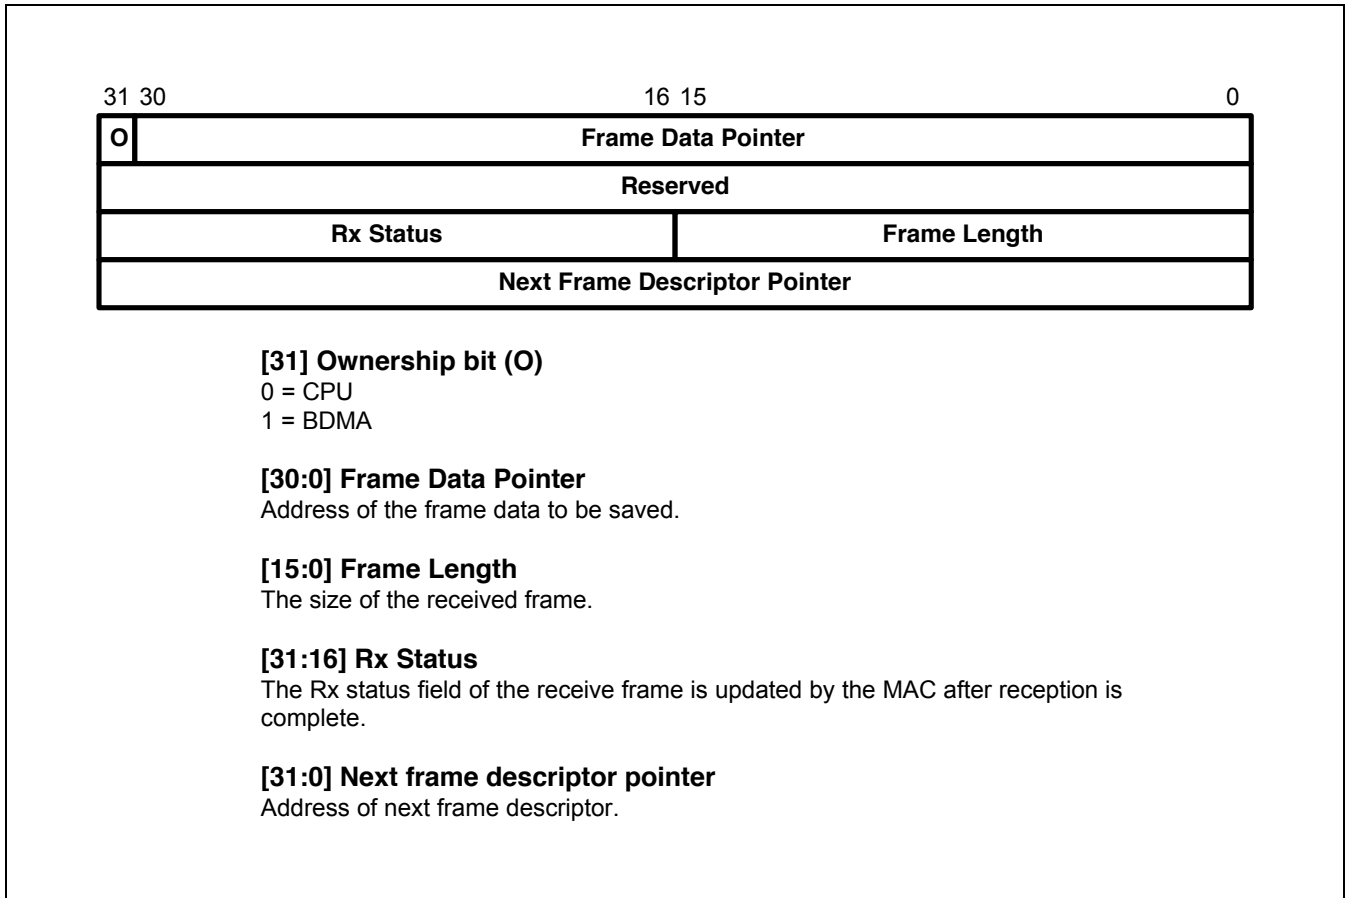 31 30 16 15 0
O Frame Data Pointer
Reserved
Rx Status Frame Length
Next Frame Descriptor Pointer
[31] Ownership bit (O)
0 = CPU
1 = BDMA
[30:0] Frame Data Pointer
Address of the frame data to be saved.
[15:0] Frame Length
The size of the received frame.
[31:16] Rx Status
The Rx status field of the receive frame is updated by the MAC after reception is
complete.
[31:0] Next frame descriptor pointer
Address of next frame descriptor.